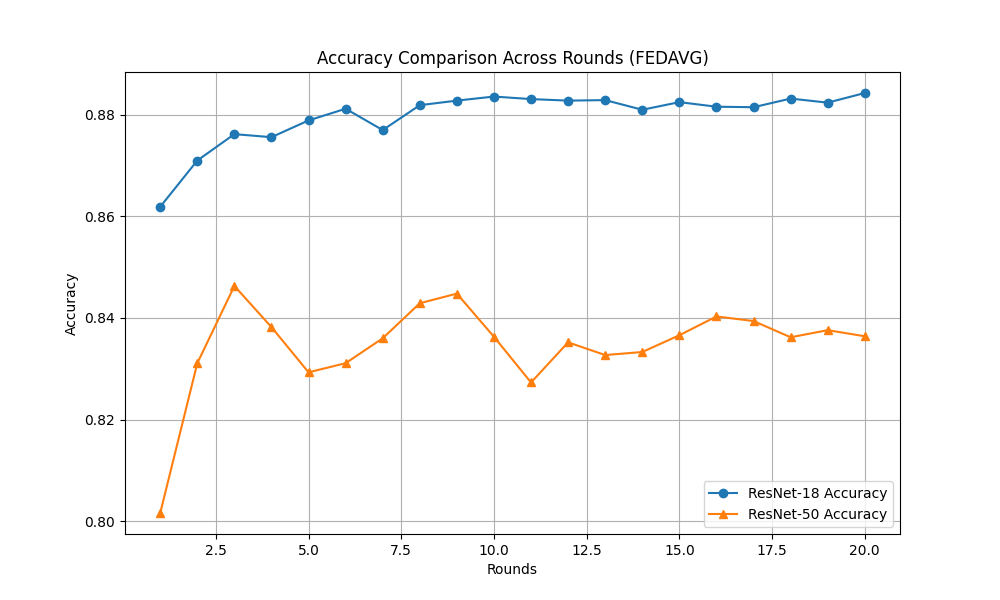 Accuracy Comparison Across Rounds (FEDAVG)
Accuracy
0.88
0.86
0.84
0.82
0.80
2.5 5.0 7.5 10.0 12.5 15.0 17.5 20.0
Rounds
ResNet-18 Accuracy
ResNet-50 Accuracy